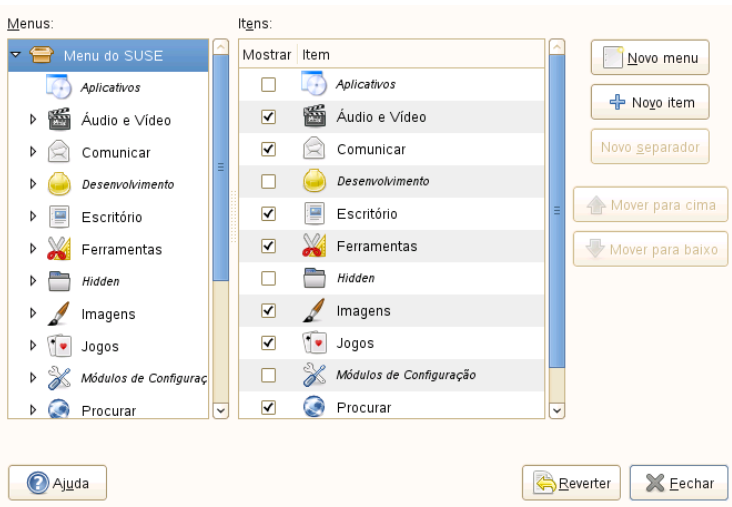 Menus:
Menu do SUSE
Aplicativos
Áudio e Vídeo
Comunicar
Desenvolvimento
Escritório
Ferramentas
Hidden
Imagens
Jogos
Módulos de Configuraç
Procurar
Itens:
Mostrar Item
Aplicativos
Áudio e Vídeo
Comunicar
Desenvolvimento
Escritório
Ferramentas
Hidden
Imagens
Jogos
Módulos de Configuração
Procurar
Novo menu
Novo item
Novo separador
Mover para cima
Mover para baixo
Ajuda
Reverter
Fechar